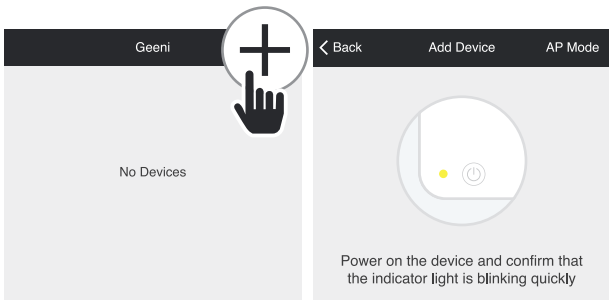 Geeni
No Devices
Back
Add Device
AP Mode
Power on the device and confirm that
the indicator light is blinking quickly